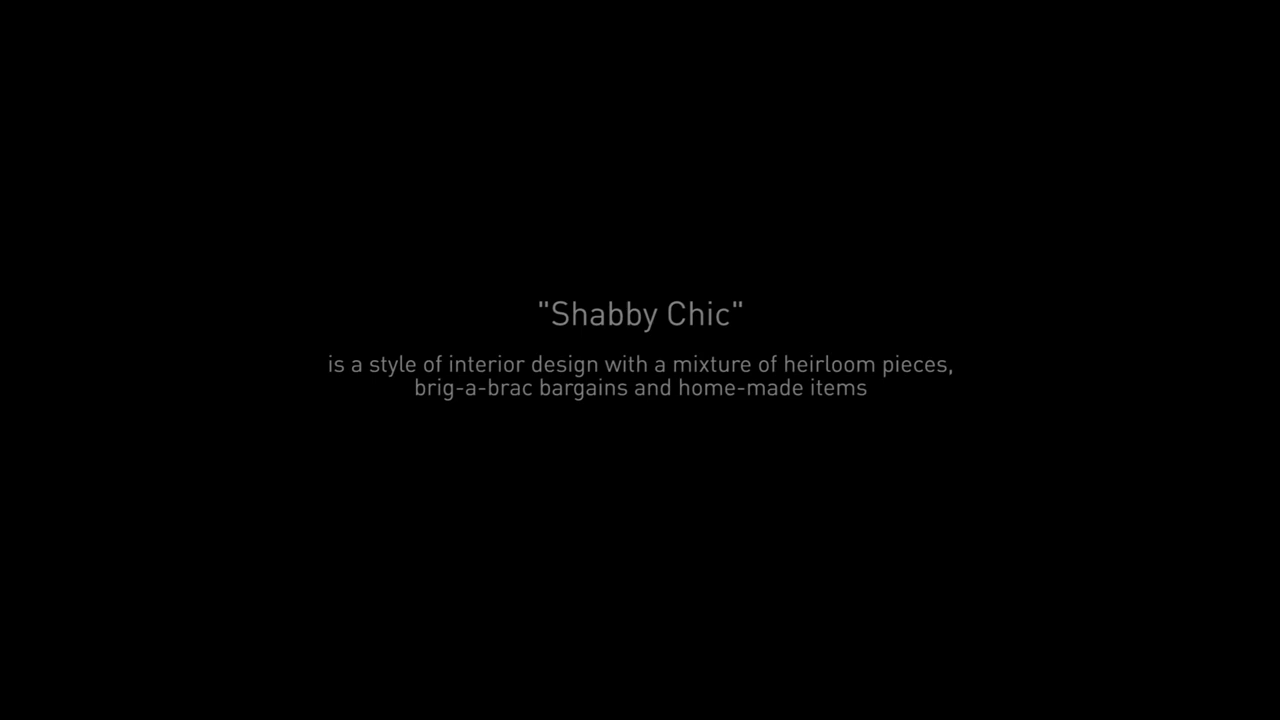 "Shabby Chic"
is a style of interior design with a mixture of heirloom pieces,
brig-a-brac bargains and home-made items